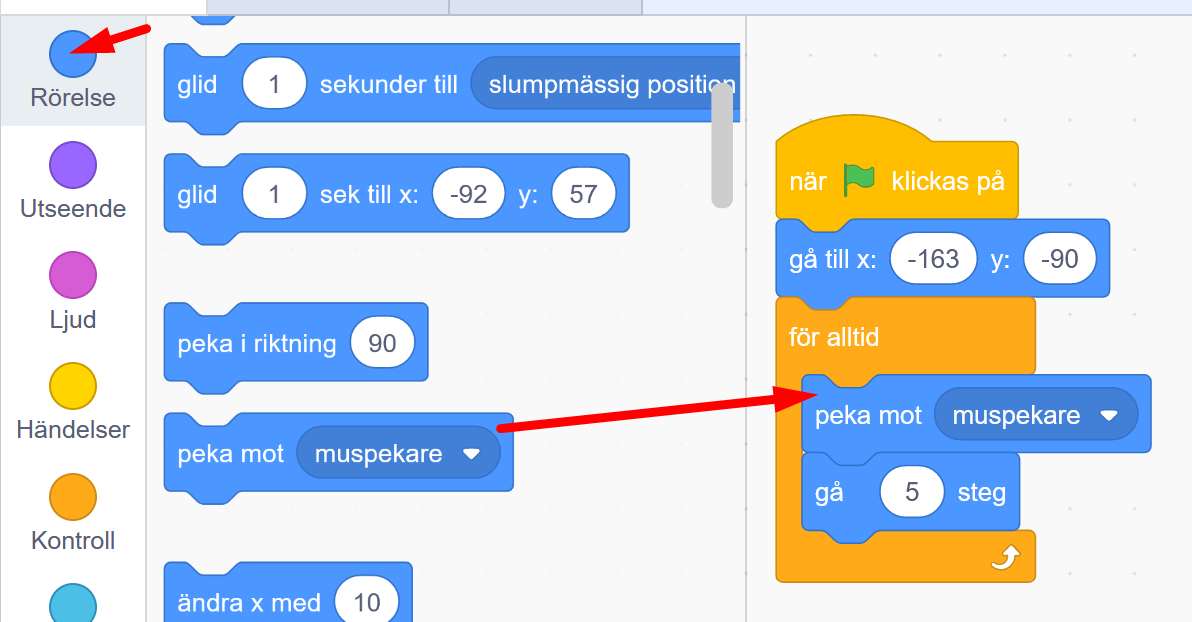 Rörelse
Utseende
Ljud
Händelser
Kontroll
glid 1 sekunder till slumpmässig position
glid 1 sek till x: -92 y: 57
peka i riktning 90
peka mot muspekare
ändra x med 10
när klickas på
gå till x: -163 y: -90
för alltid
peka mot muspekare
gå 5 steg